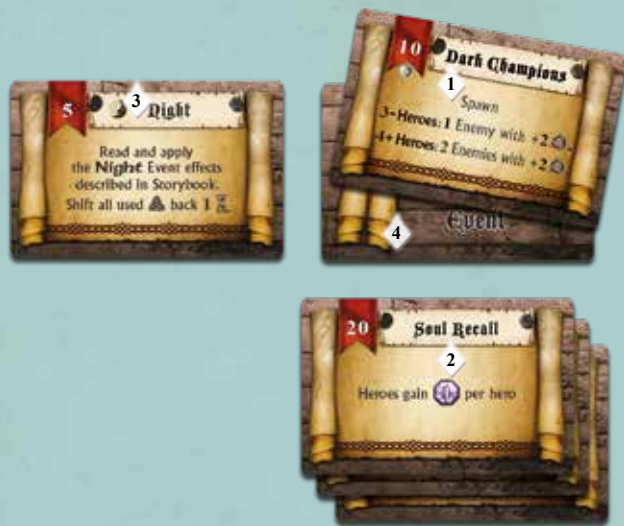 5
3
Night
Read and apply
the Night Event effects
described in Storybook.
Shift all used back 1
10
Dark Champions
1
Spawn
3- Heroes: 1 Enemy with +2
4+ Heroes: 2 Enemies with +2
4
Event
20
Soul Recall
2
Heroes gain per hero